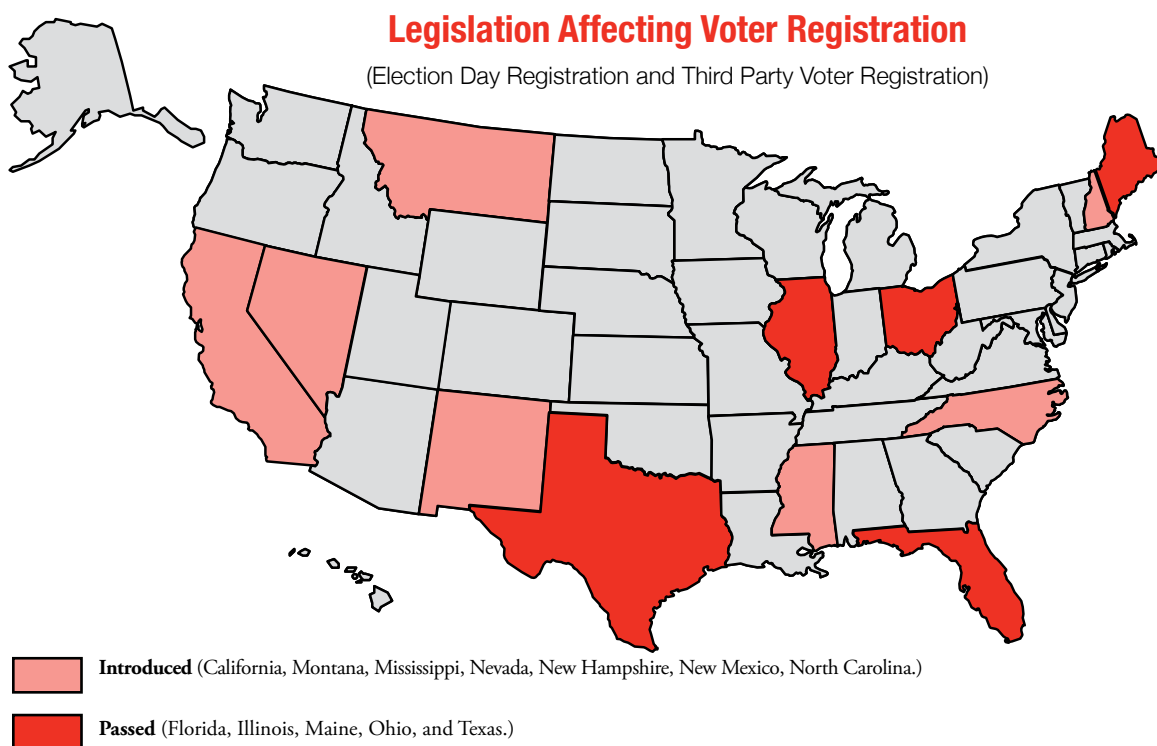 Legislation Affecting Voter Registration
(Election Day Registration and Third Party Voter Registration)
Introduced (California, Montana, Mississippi, Nevada, New Hampshire, New Mexico, North Carolina.)
Passed (Florida, Illinois, Maine, Ohio, and Texas.)